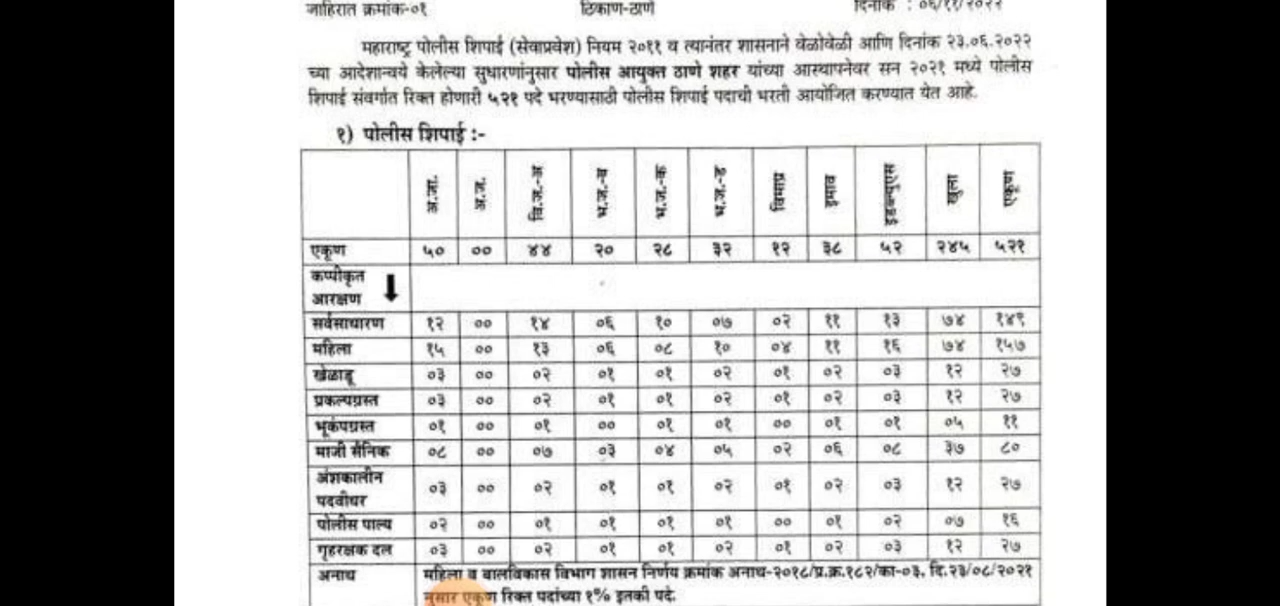 जाहिरात क्रमांक-०१ ठिकाण-ठाणे दिनांक : ०६/११/२०२२
महाराष्ट्र पोलीस शिपाई (सेवाप्रवेश) नियम २०११ व त्यानंतर शासनाने वेळोवेळी आणि दिनांक २३.०६.२०२२
च्या आदेशान्वये केलेल्या सुधारणांनुसार पोलीस आयुक्त ठाणे शहर यांच्या आस्थापनेवर सन २०२१ मध्ये पोलीस
शिपाई संवर्गात रिक्त होणारी ५२१ पदे भरण्यासाठी पोलीस शिपाई पदाची भरती आयोजित करण्यात येत आहे.
१) पोलीस शिपाई :-
अ.जा. अ.ज. वि.ज.-अ भ.ज.-ब भ.ज.-क भ.ज.-ड विमाप्र इमाव इडब्ल्युएस खुला एकूण
एकूण ५० ०० ४४ २० २८ ३२ १२ ३८ ५२ २४५ ५२१
कप्पीकृत
आरक्षण
सर्वसाधारण १२ ०० १४ ०६ १० ०७ ०२ ११ १३ ७४ १४९
महिला १५ ०० १३ ०६ ०८ १० ०४ ११ १६ ७४ १५७
खेळाडू ०३ ०० ०२ ०१ ०१ ०२ ०१ ०२ ०३ १२ २७
प्रकल्पग्रस्त ०३ ०० ०२ ०१ ०१ ०२ ०१ ०२ ०३ १२ २७
भूकंपग्रस्त ०१ ०० ०१ ०० ०१ ०१ ०० ०१ ०१ ०५ ११
माजी सैनिक ०८ ०० ०७ ०३ ०४ ०५ ०२ ०६ ०८ ३७ ८०
अंशकालीन
पदवीधर ०३ ०० ०२ ०१ ०१ ०२ ०१ ०२ ०३ १२ २७
पोलीस पाल्य ०२ ०० ०१ ०१ ०१ ०१ ०० ०१ ०२ ०७ १६
गृहरक्षक दल ०३ ०० ०२ ०१ ०१ ०२ ०१ ०२ ०३ १२ २७
अनाथ महिला व बालविकास विभाग शासन निर्णय क्रमांक अनाथ-२०१८/प्र.क्र.१८२/का-०३, दि.२३/०८/२०२१
नुसार एकूण रिक्त पदांच्या १% इतकी पदे.